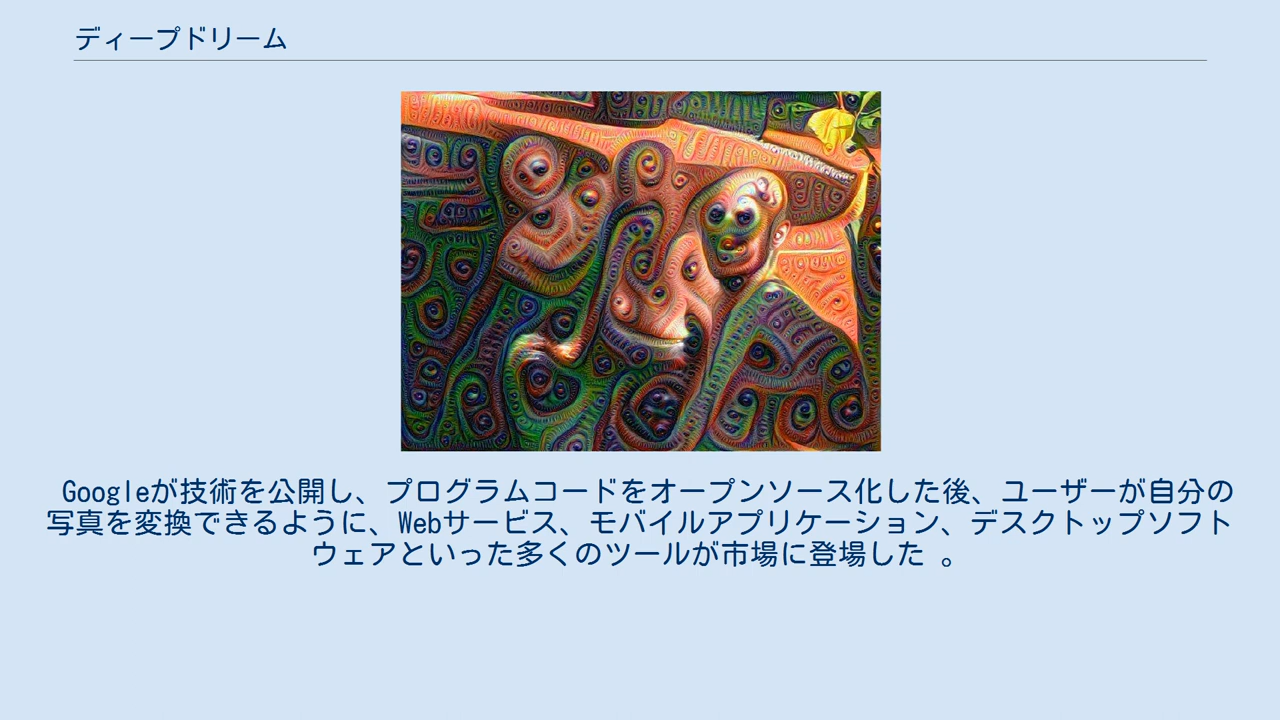 ディープドリーム
Googleが技術を公開し、プログラムコードをオープンソース化した後、ユーザーが自分の
写真を変換できるように、Webサービス、モバイルアプリケーション、デスクトップソフト
ウェアといった多くのツールが市場に登場した 。